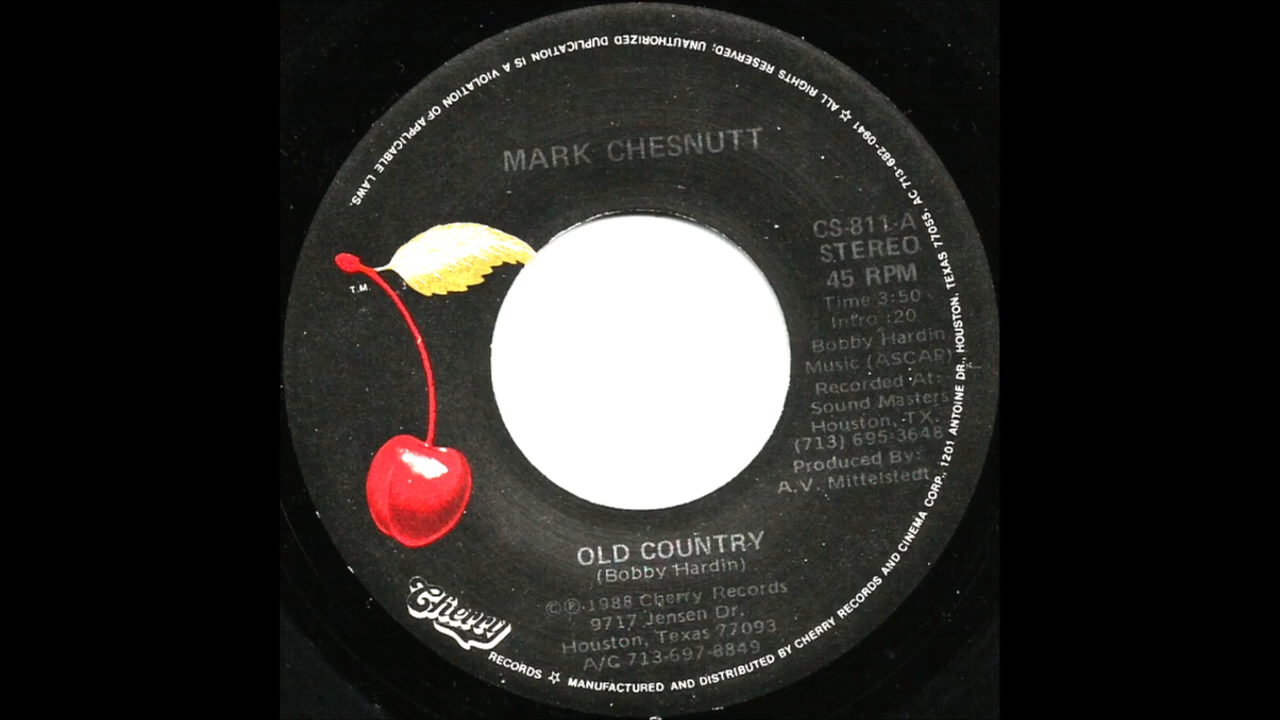 MARK CHESNUTT
CS-811-A
STEREO
45 RPM
Time 3:50
Intro :20
Bobby Hardin
Music (ASCAP)
Recorded At:
Sound Masters
Houston, TX.
(713) 695-3648
Produced By:
A.V. Mittelstedt
T.M.
OLD COUNTRY
(Bobby Hardin)
©℗ 1988 Cherry Records
9717 Jensen Dr.
Houston, Texas 77093
A/C 713-697-8849
Cherry
RECORDS ☆ MANUFACTURED AND DISTRIBUTED BY CHERRY RECORDS AND CINEMA CORP., 1201 ANTOINE DR., HOUSTON, TEXAS 77055, AC 713-682-0941 ☆ ALL RIGHTS RESERVED; UNAUTHORIZED DUPLICATION IS A VIOLATION OF APPLICABLE LAWS.